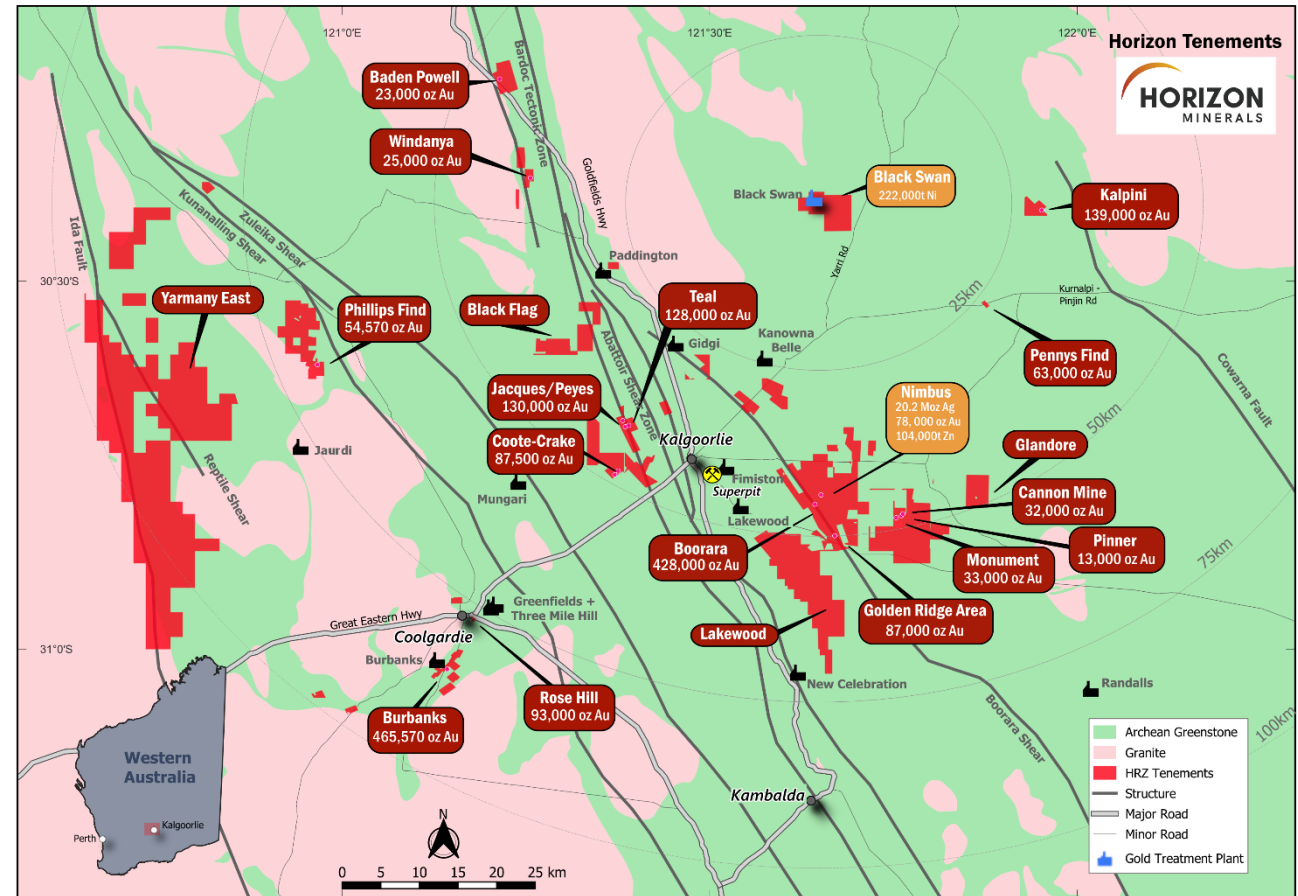 121°0'E
121°30'E
122°0'E
Horizon Tenements
HORIZON
MINERALS
Baden Powell
23,000 oz Au
Bardoc Tectonic Zone
Windanya
25,000 oz Au
Goldfields Hwy
Black Swan
Black Swan
222,000t Ni
Kalpini
139,000 oz Au
Ida Fault
Kunanalling Shear
Zuleika Shear
Paddington
Yarri Rd
30°30'S
Yarmany East
Phillips Find
54,570 oz Au
Black Flag
Teal
128,000 oz Au
25km
Kurnalpi -
Pinjin Rd
Abattoir Shear Zone
Gidgi
Kanowna
Belle
Pennys Find
63,000 oz Au
Cowarna Fault
Jacques/Peyes
130,000 oz Au
Nimbus
20.2 Moz Ag
78,000 oz Au
104,000t Zn
50km
Coote-Crake
87,500 oz Au
Kalgoorlie
Glandore
Jaurdi
Reptile Shear
Mungari
Fimiston
Superpit
Cannon Mine
32,000 oz Au
Lakewood
Boorara
428,000 oz Au
Pinner
13,000 oz Au
Monument
33,000 oz Au
75km
Greenfields +
Three Mile Hill
Great Eastern Hwy
Coolgardie
Golden Ridge Area
87,000 oz Au
Lakewood
31°0'S
Burbanks
New Celebration
Randalls
Rose Hill
93,000 oz Au
Burbanks
465,570 oz Au
Boorara Shear
100km
Western
Australia
Kambalda
Perth
Kalgoorlie
N
0 5 10 15 20 25 km
Archean Greenstone
Granite
HRZ Tenements
Structure
Major Road
Minor Road
Gold Treatment Plant